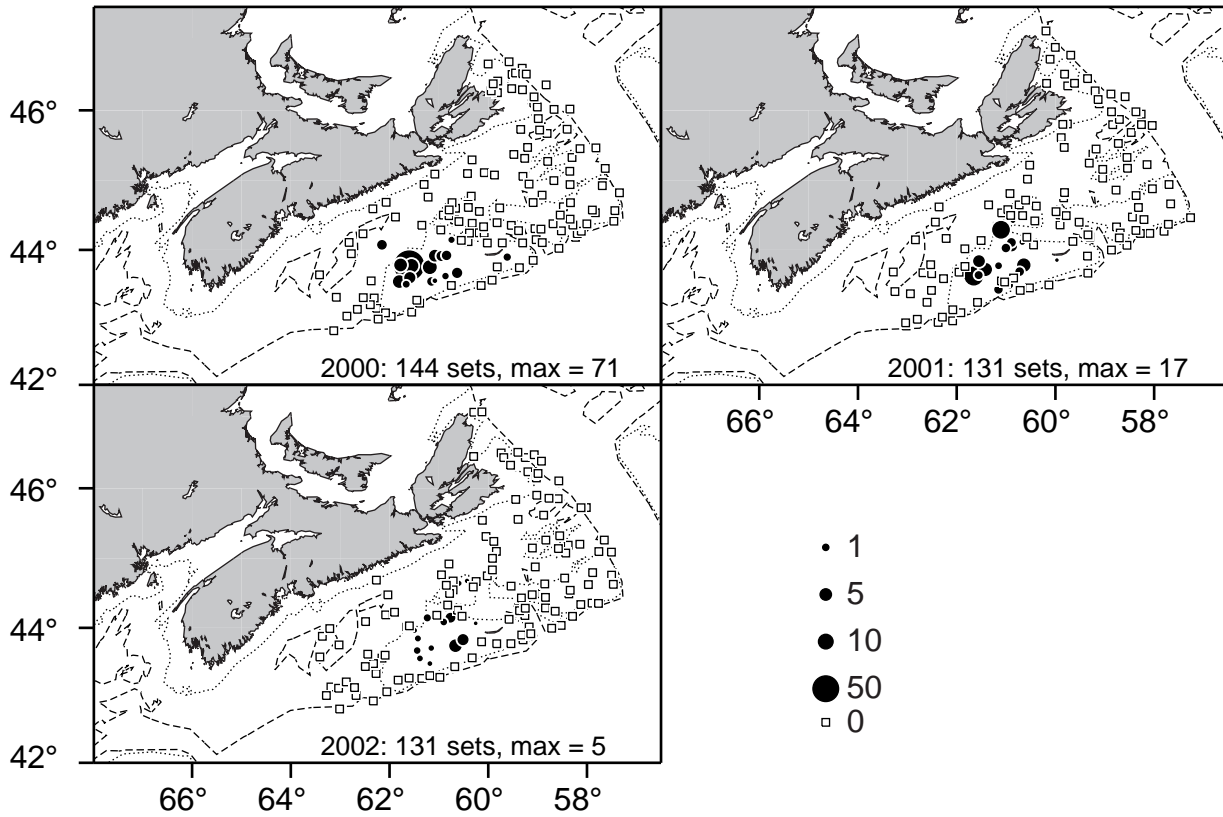 46°
44°
42°
2000: 144 sets, max = 71
2001: 131 sets, max = 17
66° 64° 62° 60° 58°
46°
44°
42°
2002: 131 sets, max = 5
66° 64° 62° 60° 58°
1
5
10
50
0